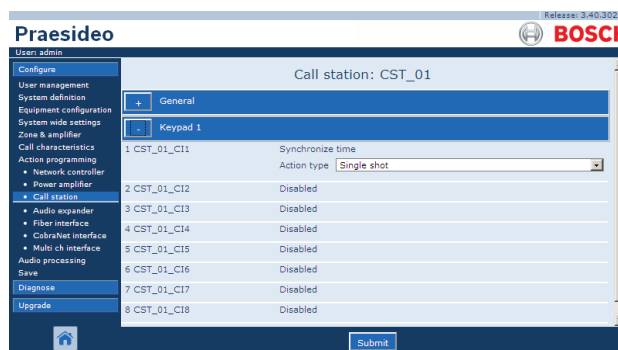 Release: 3.40.302
Praesideo
BOSCH
User: admin
Configure
User management
System definition
Equipment configuration
System wide settings
Zone & amplifier
Call characteristics
Action programming
• Network controller
• Power amplifier
• Call station
• Audio expander
• Fiber interface
• CobraNet interface
• Multi ch interface
Audio processing
Save
Diagnose
Upgrade
Call station: CST_01
+ General
- Keypad 1
1 CST_01_CI1 Synchronize time
Action type Single shot
2 CST_01_CI2 Disabled
3 CST_01_CI3 Disabled
4 CST_01_CI4 Disabled
5 CST_01_CI5 Disabled
6 CST_01_CI6 Disabled
7 CST_01_CI7 Disabled
8 CST_01_CI8 Disabled
Submit